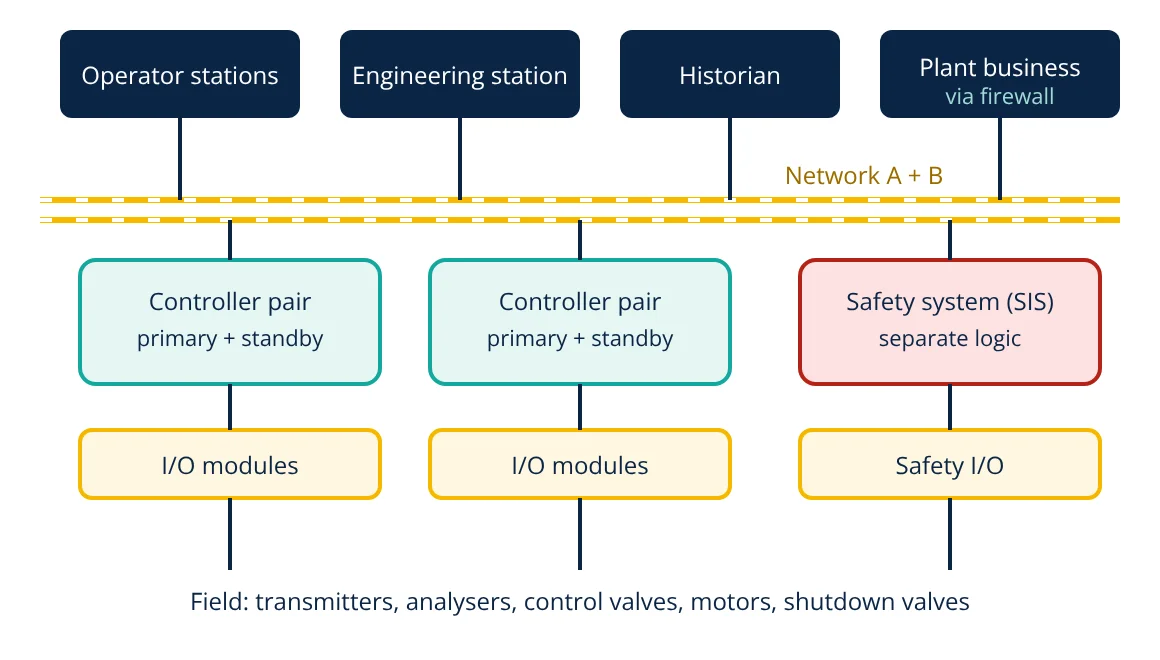 Operator stations
Engineering station
Historian
Plant business
via firewall
Network A + B
Controller pair
primary + standby
Controller pair
primary + standby
Safety system (SIS)
separate logic
I/O modules
I/O modules
Safety I/O
Field: transmitters, analysers, control valves, motors, shutdown valves